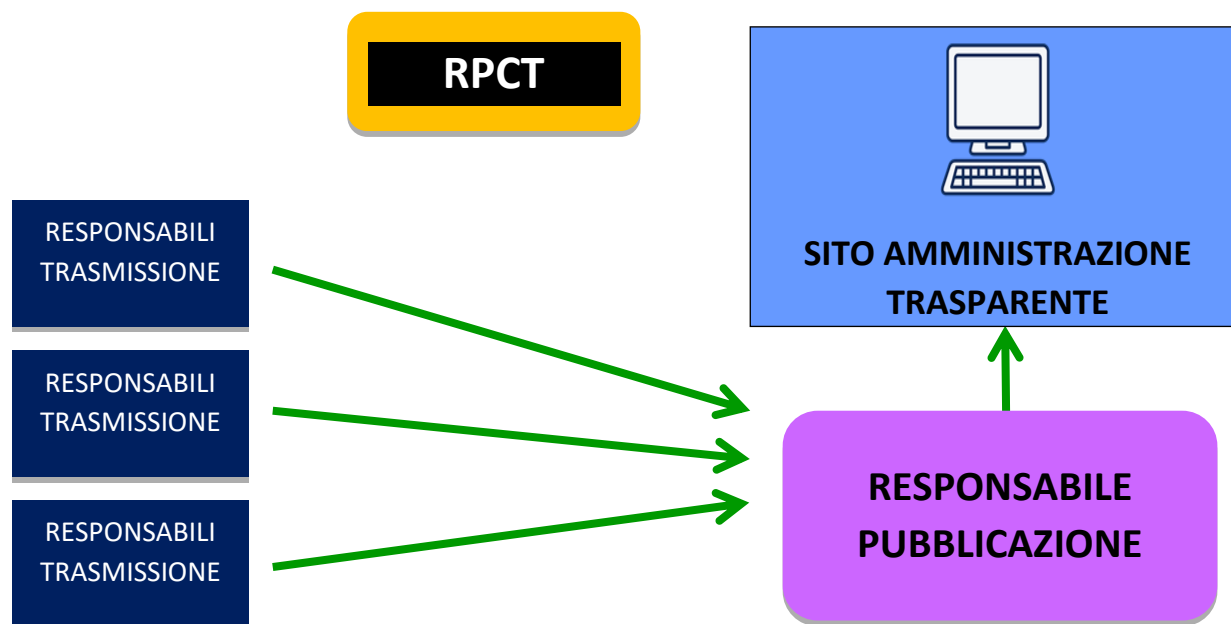 RPCT
SITO AMMINISTRAZIONE
TRASPARENTE
RESPONSABILI
TRASMISSIONE
RESPONSABILI
TRASMISSIONE
RESPONSABILI
TRASMISSIONE
RESPONSABILE
PUBBLICAZIONE